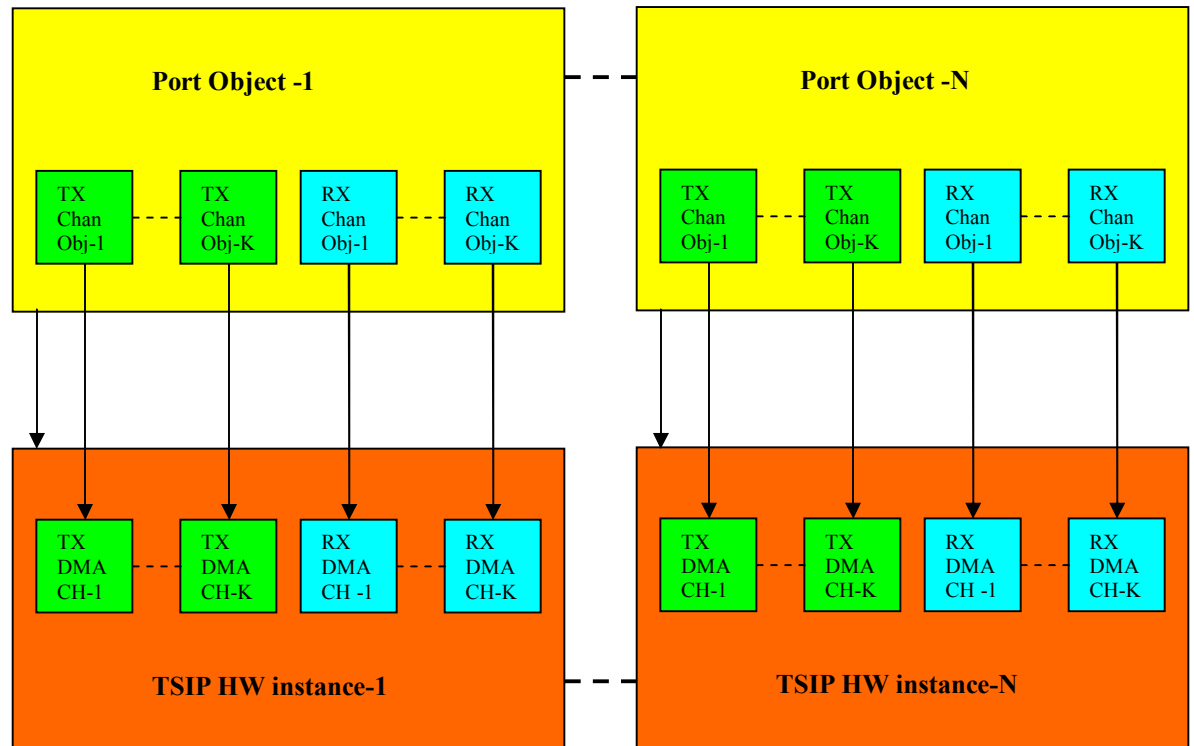 Port Object -1
TX
Chan
Obj-1
TX
Chan
Obj-K
RX
Chan
Obj-1
RX
Chan
Obj-K
Port Object -N
TX
Chan
Obj-1
TX
Chan
Obj-K
RX
Chan
Obj-1
RX
Chan
Obj-K
TX
DMA
CH-1
TX
DMA
CH-K
RX
DMA
CH -1
RX
DMA
CH-K
TSIP HW instance-1
TX
DMA
CH-1
TX
DMA
CH-K
RX
DMA
CH -1
RX
DMA
CH-K
TSIP HW instance-N